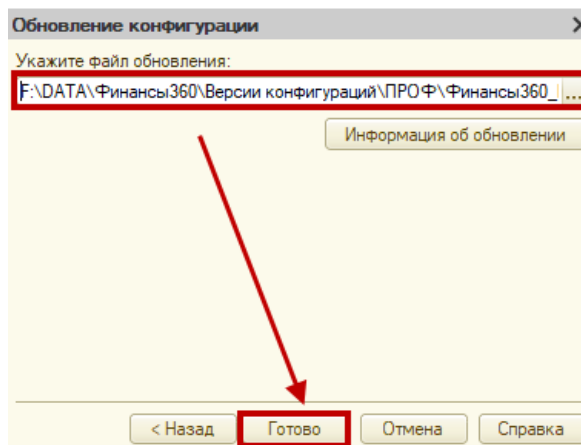 Обновление конфигурации
Укажите файл обновления:
F:\DATA\Финансы360\Версии конфигураций\ПРОФ\Финансы360_ ...
Информация об обновлении
< Назад Готово Отмена Справка